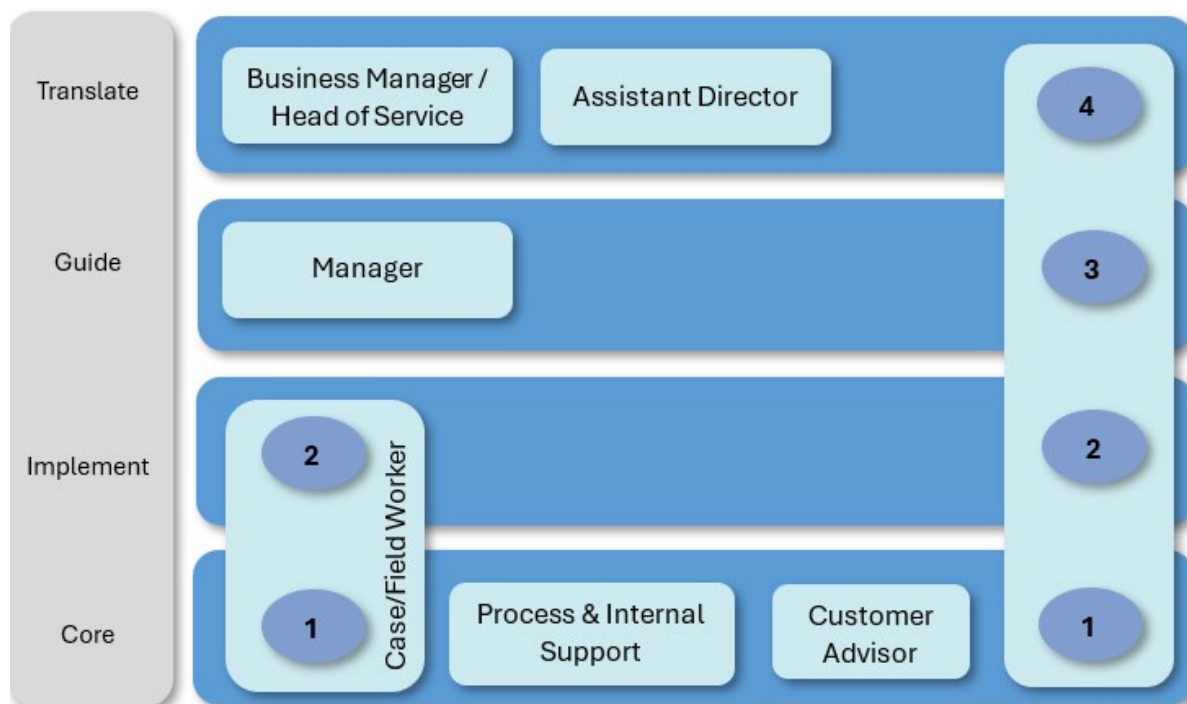 Translate
Business Manager /
Head of Service
Assistant Director
4
Guide
Manager
3
Implement
2
Case/Field Worker
2
Core
1
Process & Internal
Support
Customer
Advisor
1